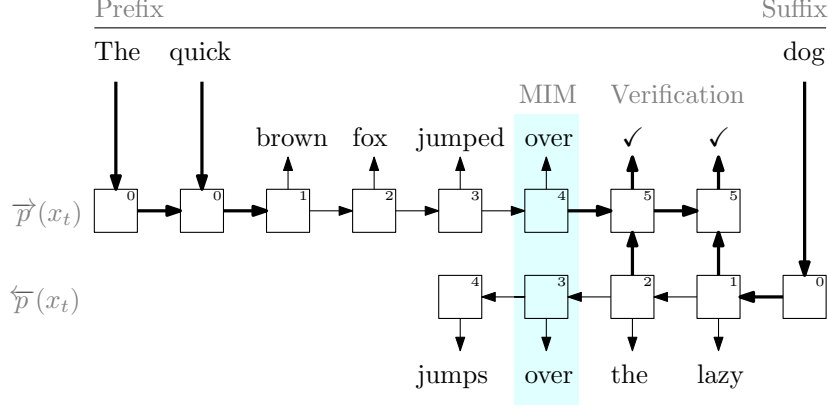 Prefix Suffix
The quick dog
MIM Verification
brown fox jumped over ✓ ✓
0 0 1 2 3 4 5 5
p→(x_t)
4 3 2 1 0
p←(x_t)
jumps over the lazy